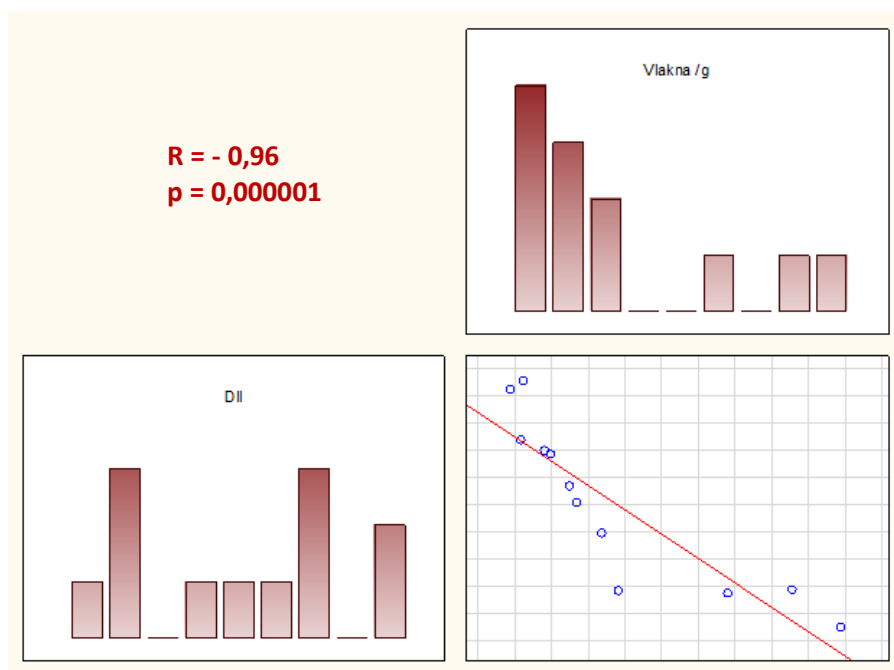 Vlakna /g
R = - 0,96
p = 0,000001
DII